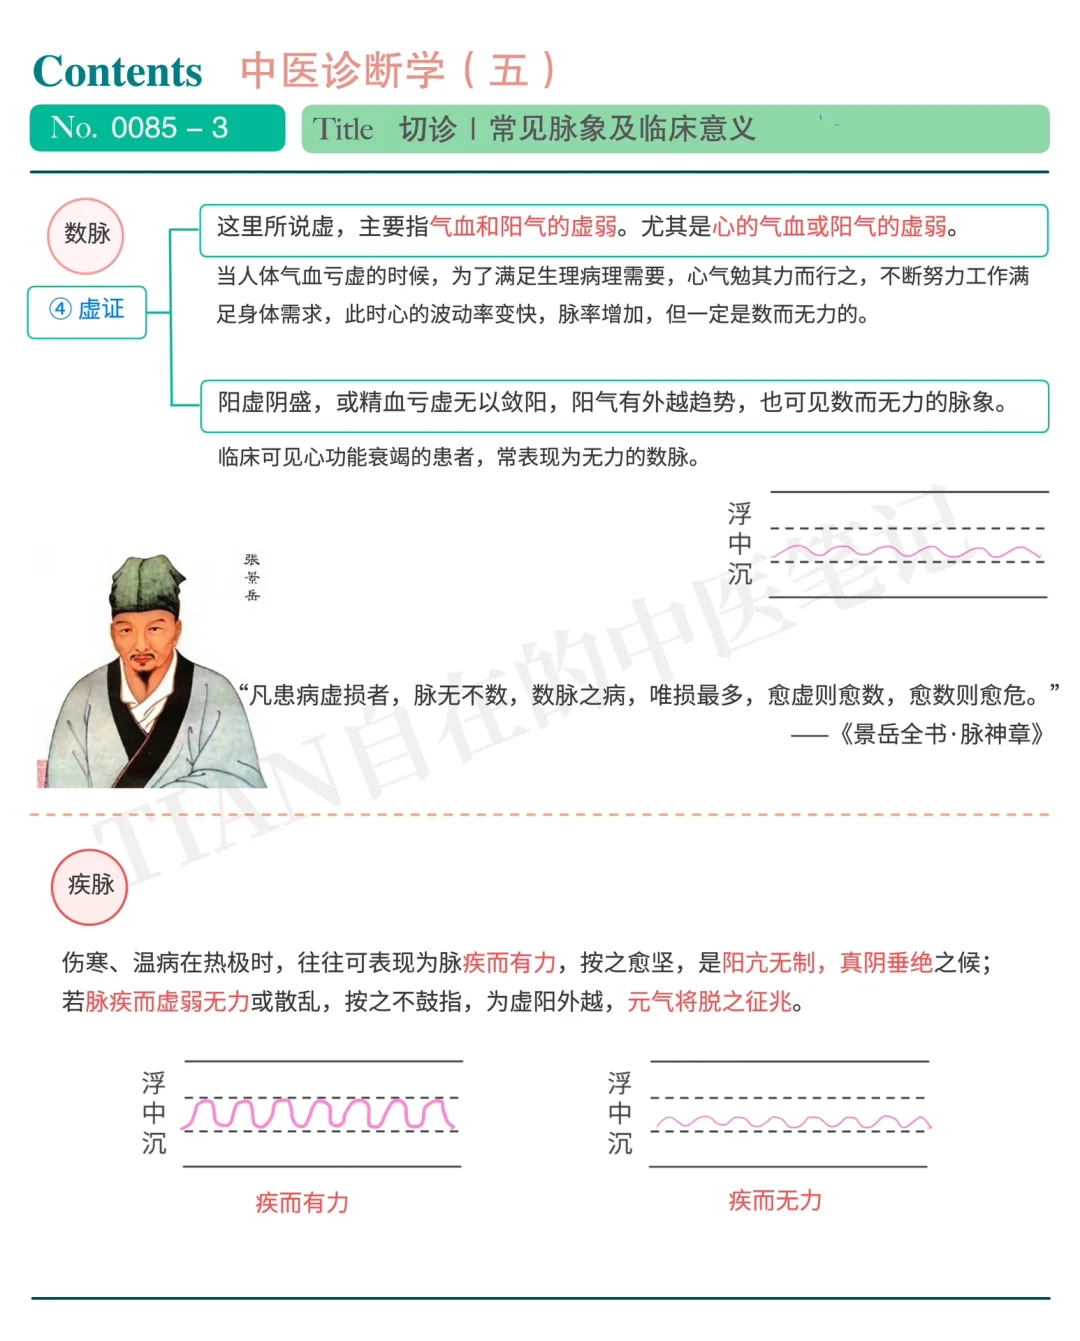 Contents 中医诊断学（五）
No. 0085 – 3
Title 切诊 | 常见脉象及临床意义
数脉
④ 虚证
这里所说虚，主要指气血和阳气的虚弱。尤其是心的气血或阳气的虚弱。
当人体气血亏虚的时候，为了满足生理病理需要，心气勉其力而行之，不断努力工作满
足身体需求，此时心的波动率变快，脉率增加，但一定是数而无力的。
阳虚阴盛，或精血亏虚无以敛阳，阳气有外越趋势，也可见数而无力的脉象。
临床可见心功能衰竭的患者，常表现为无力的数脉。
浮
中
沉
張景岳
“凡患病虚损者，脉无不数，数脉之病，唯损最多，愈虚则愈数，愈数则愈危。”
——《景岳全书·脉神章》
TIAN自在的中医笔记
疾脉
伤寒、温病在热极时，往往可表现为脉疾而有力，按之愈坚，是阳亢无制，真阴垂绝之候；
若脉疾而虚弱无力或散乱，按之不鼓指，为虚阳外越，元气将脱之征兆。
浮
中
沉
疾而有力
浮
中
沉
疾而无力